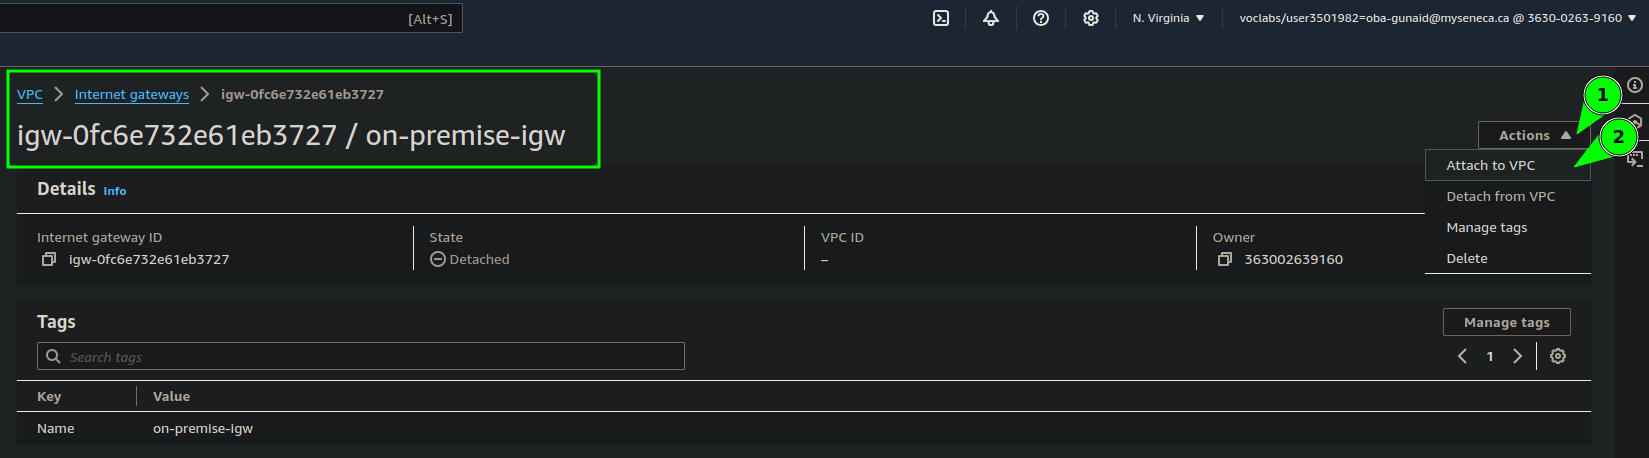 [Alt+S]
N. Virginia
voclabs/user3501982=oba-gunaid@myseneca.ca @ 3630-0263-9160
VPC > Internet gateways > igw-0fc6e732e61eb3727
igw-0fc6e732e61eb3727 / on-premise-igw
1
Actions
2
Attach to VPC
Detach from VPC
Manage tags
Delete
Details Info
Internet gateway ID
igw-0fc6e732e61eb3727
State
Detached
VPC ID
–
Owner
363002639160
Tags
Manage tags
Search tags
1
Key Value
Name on-premise-igw